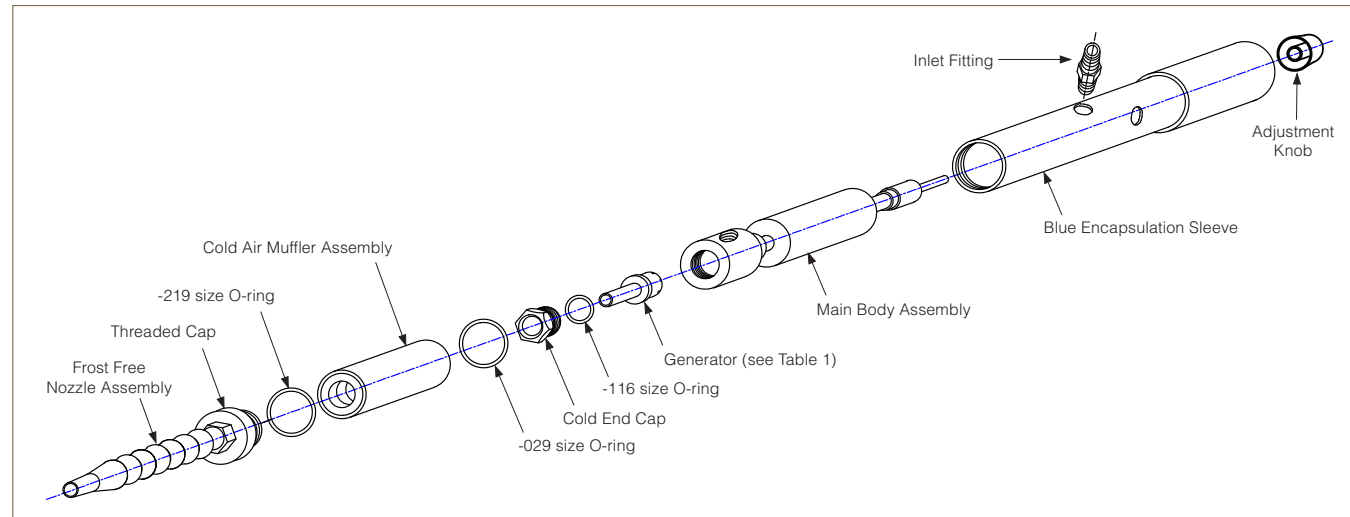 Inlet Fitting
Adjustment
Knob
Blue Encapsulation Sleeve
Main Body Assembly
Cold Air Muffler Assembly
-219 size O-ring
Threaded Cap
Frost Free
Nozzle Assembly
Generator (see Table 1)
-116 size O-ring
Cold End Cap
-029 size O-ring